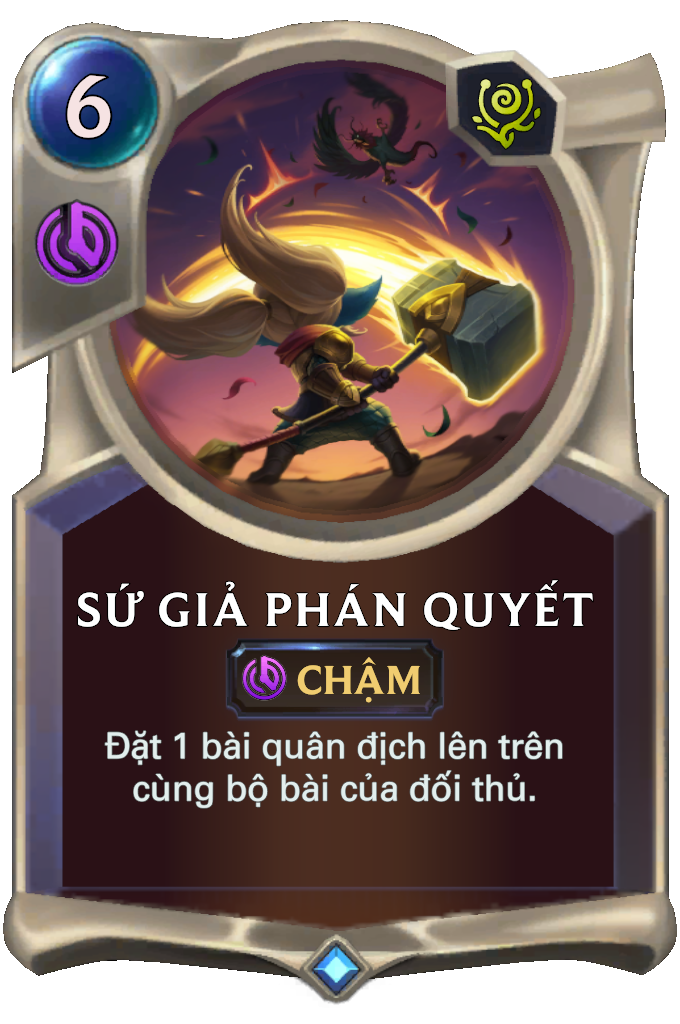 6
SỨ GIẢ PHÁN QUYẾT
CHẬM
Đặt 1 bài quân địch lên trên
cùng bộ bài của đối thủ.